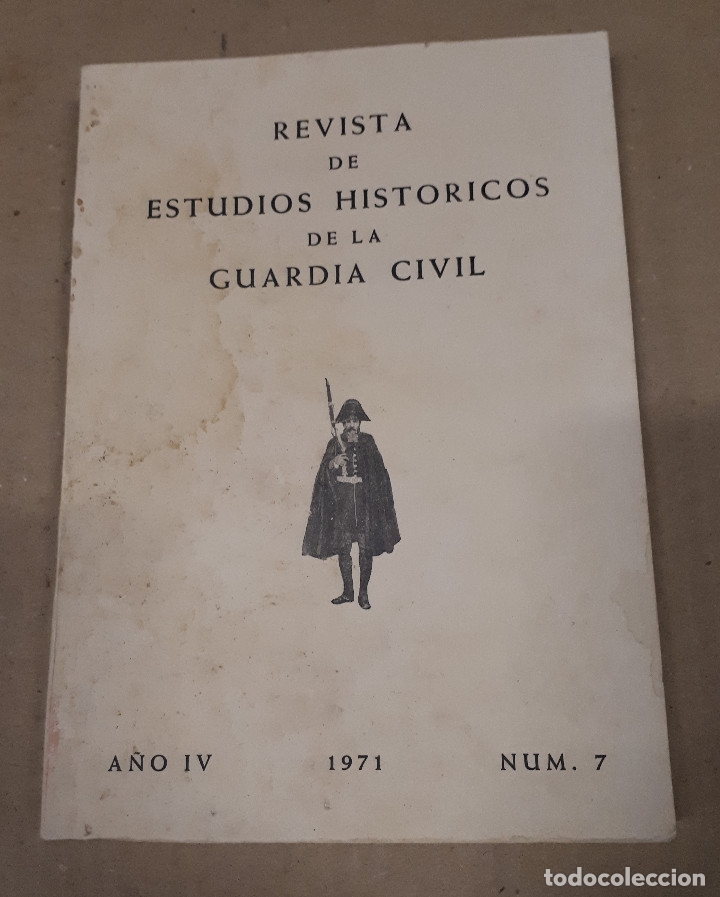 REVISTA
DE
ESTUDIOS HISTORICOS
DE LA
GUARDIA CIVIL
AÑO IV 1971 NUM. 7
todocoleccion